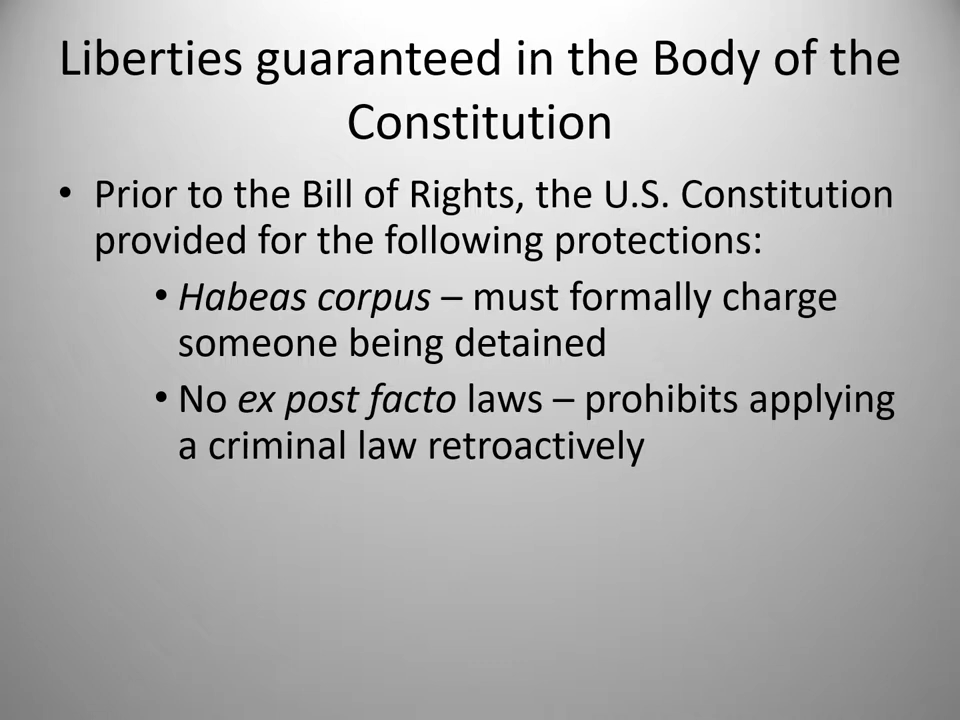 Liberties guaranteed in the Body of the
Constitution
• Prior to the Bill of Rights, the U.S. Constitution
provided for the following protections:
• Habeas corpus – must formally charge
someone being detained
• No ex post facto laws – prohibits applying
a criminal law retroactively